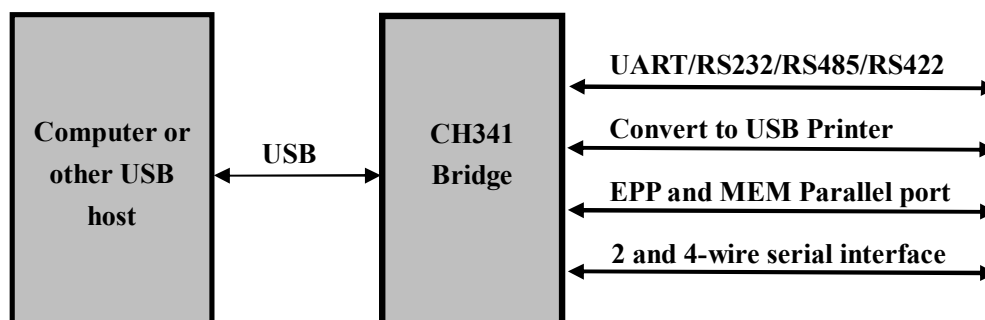 Computer or
other USB
host
USB
CH341
Bridge
UART/RS232/RS485/RS422
Convert to USB Printer
EPP and MEM Parallel port
2 and 4-wire serial interface